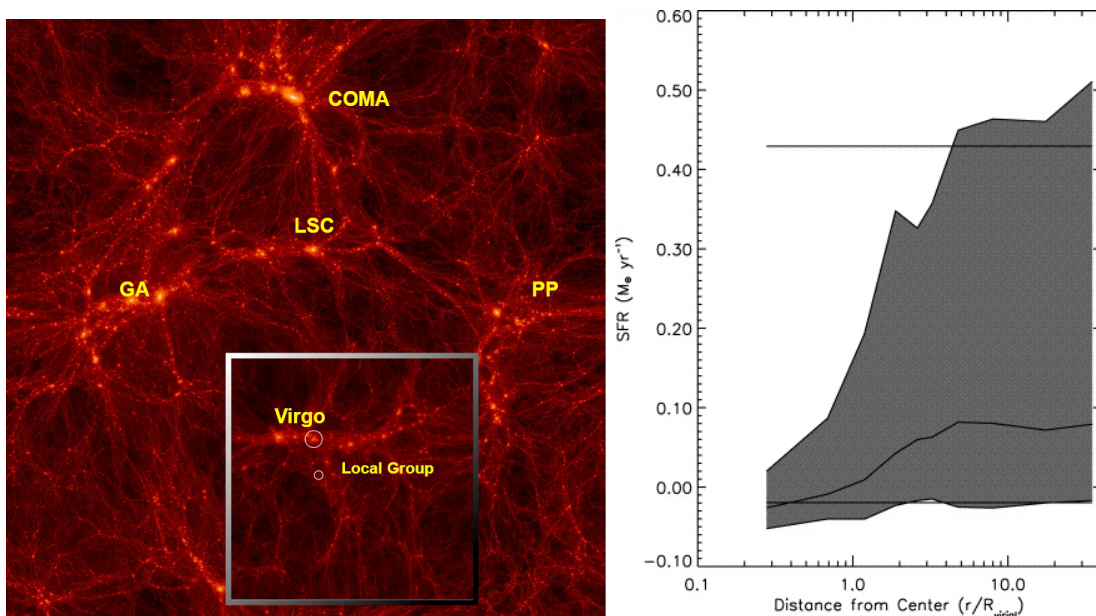 COMA
LSC
GA
PP
Virgo
Local Group
0.60
0.50
0.40
0.30
0.20
0.10
0.00
−0.10
SFR (M⊙ yr⁻¹)
0.1
1.0
10.0
Distance from Center (r/R